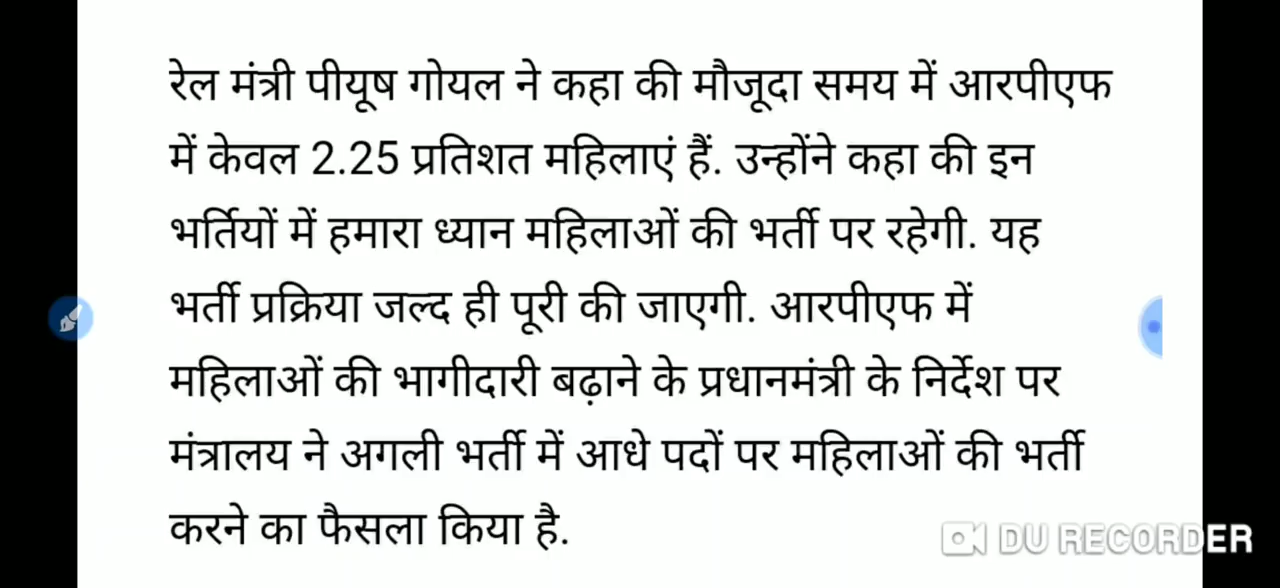 रेल मंत्री पीयूष गोयल ने कहा की मौजूदा समय में आरपीएफ
में केवल 2.25 प्रतिशत महिलाएं हैं. उन्होंने कहा की इन
भर्तियों में हमारा ध्यान महिलाओं की भर्ती पर रहेगी. यह
भर्ती प्रक्रिया जल्द ही पूरी की जाएगी. आरपीएफ में
महिलाओं की भागीदारी बढ़ाने के प्रधानमंत्री के निर्देश पर
मंत्रालय ने अगली भर्ती में आधे पदों पर महिलाओं की भर्ती
करने का फैसला किया है.
DU RECORDER